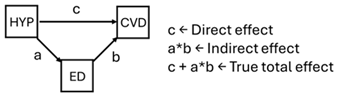 c
HYP
CVD
a
b
ED
c ← Direct effect
a*b ← Indirect effect
c + a*b ← True total effect